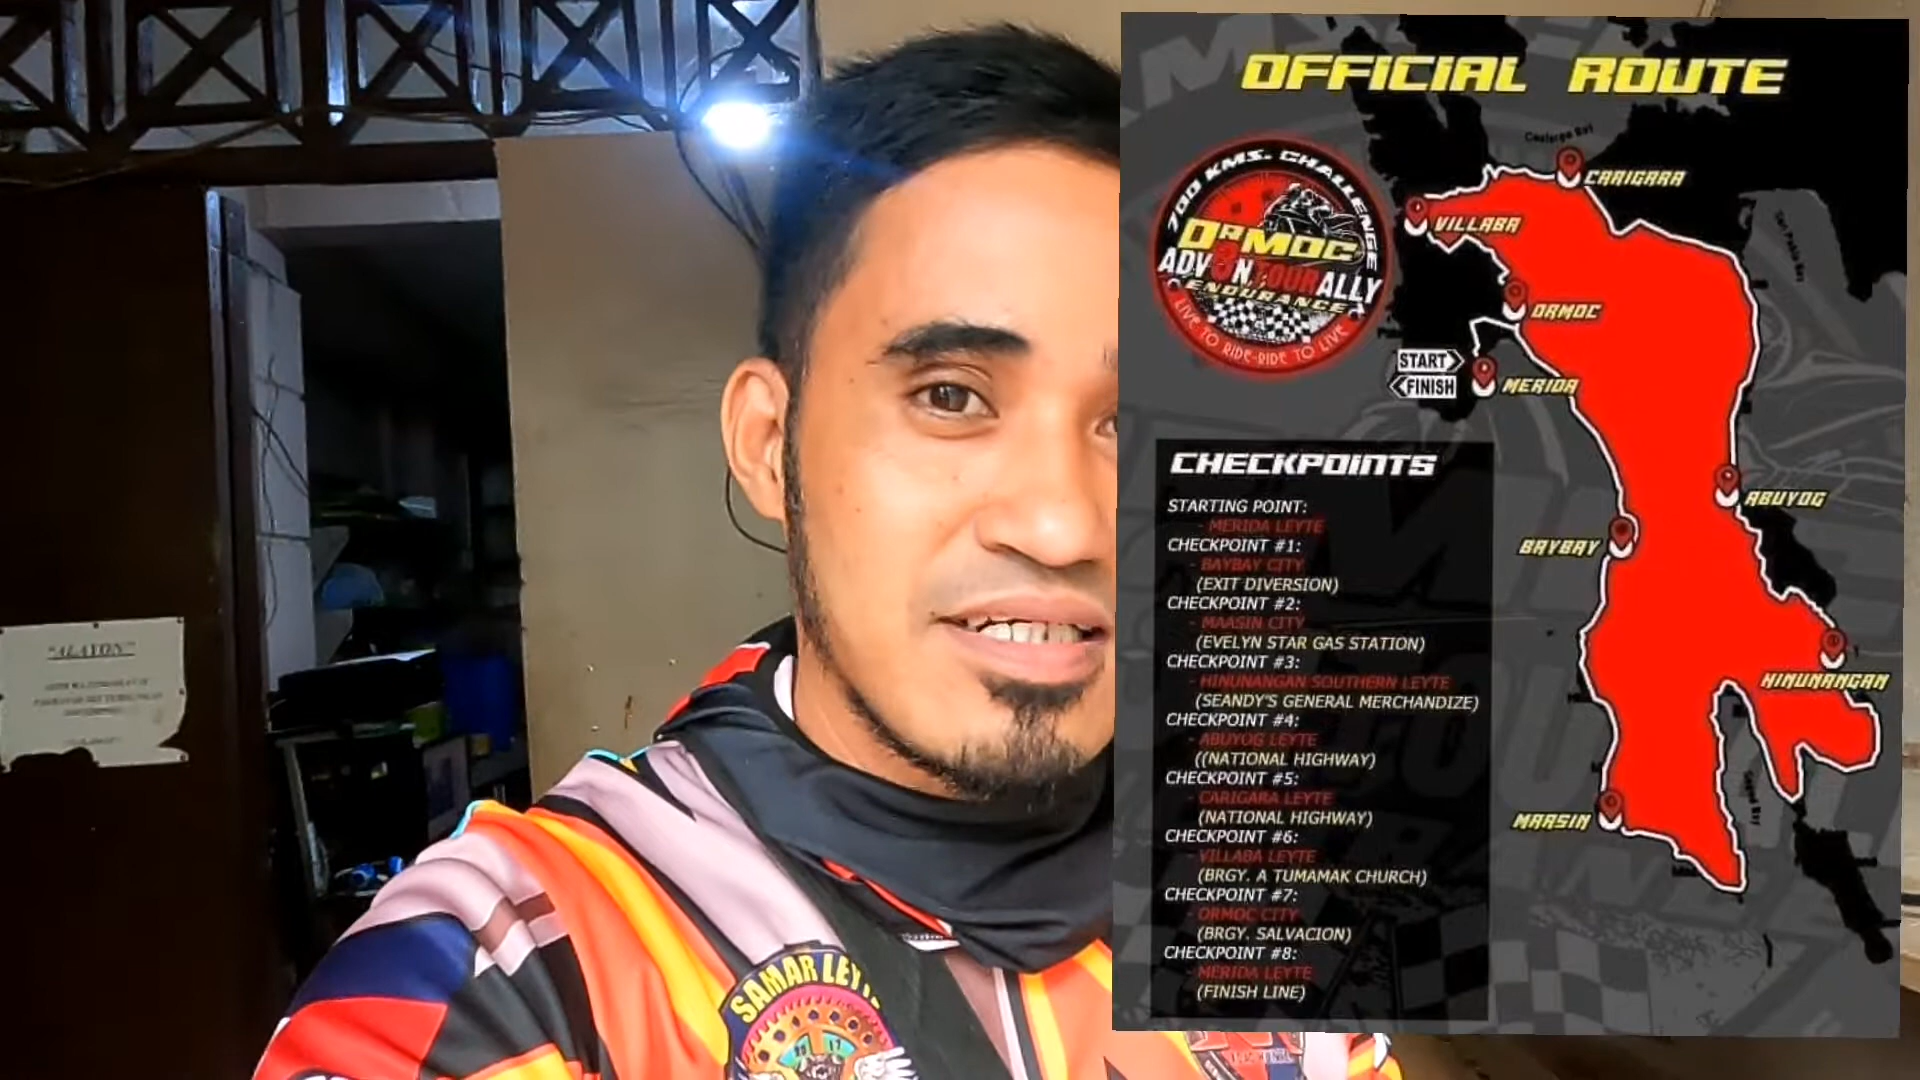 "ALAYON"
SAMAR LEYTE
OFFICIAL ROUTE
700 KMS. CHALLENGE
ORMOC
ADV3NTOURALLY
ENDURANCE
LIVE TO RIDE-RIDE TO LIVE
CARIGARA
VILLABA
ORMOC
START
FINISH
MERIDA
ABUYOG
BAYBAY
HINUNANGAN
MAASIN
CHECKPOINTS
STARTING POINT:
- MERIDA LEYTE
CHECKPOINT #1:
- BAYBAY CITY
(EXIT DIVERSION)
CHECKPOINT #2:
- MAASIN CITY
(EVELYN STAR GAS STATION)
CHECKPOINT #3:
- HINUNANGAN SOUTHERN LEYTE
(SEANDY'S GENERAL MERCHANDIZE)
CHECKPOINT #4:
- ABUYOG LEYTE
((NATIONAL HIGHWAY)
CHECKPOINT #5:
- CARIGARA LEYTE
(NATIONAL HIGHWAY)
CHECKPOINT #6:
- VILLABA LEYTE
(BRGY. A TUMAMAK CHURCH)
CHECKPOINT #7:
- ORMOC CITY
(BRGY. SALVACION)
CHECKPOINT #8:
- MERIDA LEYTE
(FINISH LINE)